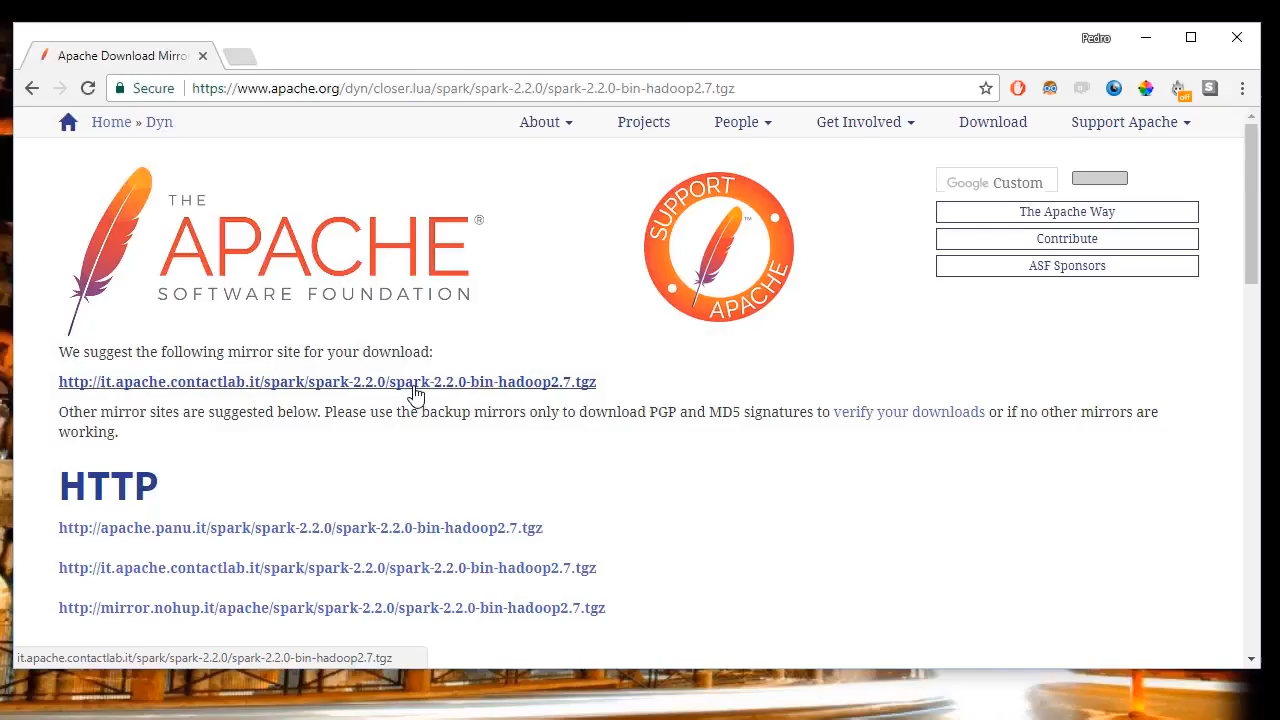 Pedro
Apache Download Mirro
Secure
https://www.apache.org/dyn/closer.lua/spark/spark-2.2.0/spark-2.2.0-bin-hadoop2.7.tgz
off
S
Home » Dyn
About
Projects
People
Get Involved
Download
Support Apache
THE
APACHE®
SOFTWARE FOUNDATION
SUPPORT
APACHE
TM
Google Custom
The Apache Way
Contribute
ASF Sponsors
We suggest the following mirror site for your download:
http://it.apache.contactlab.it/spark/spark-2.2.0/spark-2.2.0-bin-hadoop2.7.tgz
Other mirror sites are suggested below. Please use the backup mirrors only to download PGP and MD5 signatures to verify your downloads or if no other mirrors are
working.
HTTP
http://apache.panu.it/spark/spark-2.2.0/spark-2.2.0-bin-hadoop2.7.tgz
http://it.apache.contactlab.it/spark/spark-2.2.0/spark-2.2.0-bin-hadoop2.7.tgz
http://mirror.nohup.it/apache/spark/spark-2.2.0/spark-2.2.0-bin-hadoop2.7.tgz
it.apache.contactlab.it/spark/spark-2.2.0/spark-2.2.0-bin-hadoop2.7.tgz